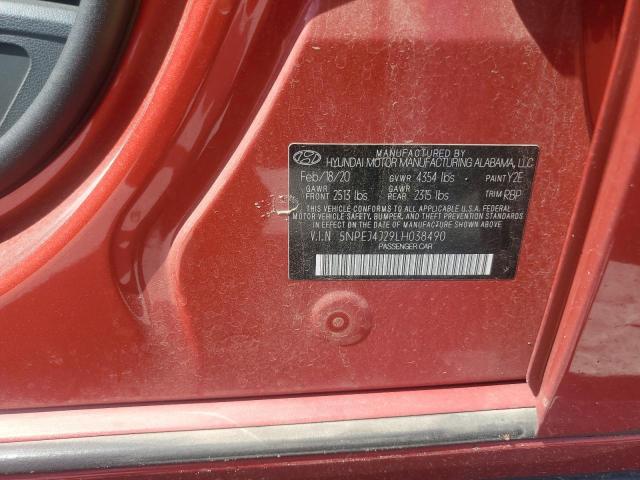 MANUFACTURED BY
HYUNDAI MOTOR MANUFACTURING ALABAMA, LLC
Feb/18/20 GVWR 4354 lbs PAINT Y2E
GAWR FRONT 2513 lbs GAWR REAR 2315 lbs TRIM RBP
THIS VEHICLE CONFORMS TO ALL APPLICABLE U.S. FEDERAL
MOTOR VEHICLE SAFETY, BUMPER, AND THEFT PREVENTION STANDARDS
IN EFFECT ON THE DATE OF MANUFACTURE SHOWN ABOVE.
V.I.N 5NPEJ4J29LH038490
PASSENGER CAR